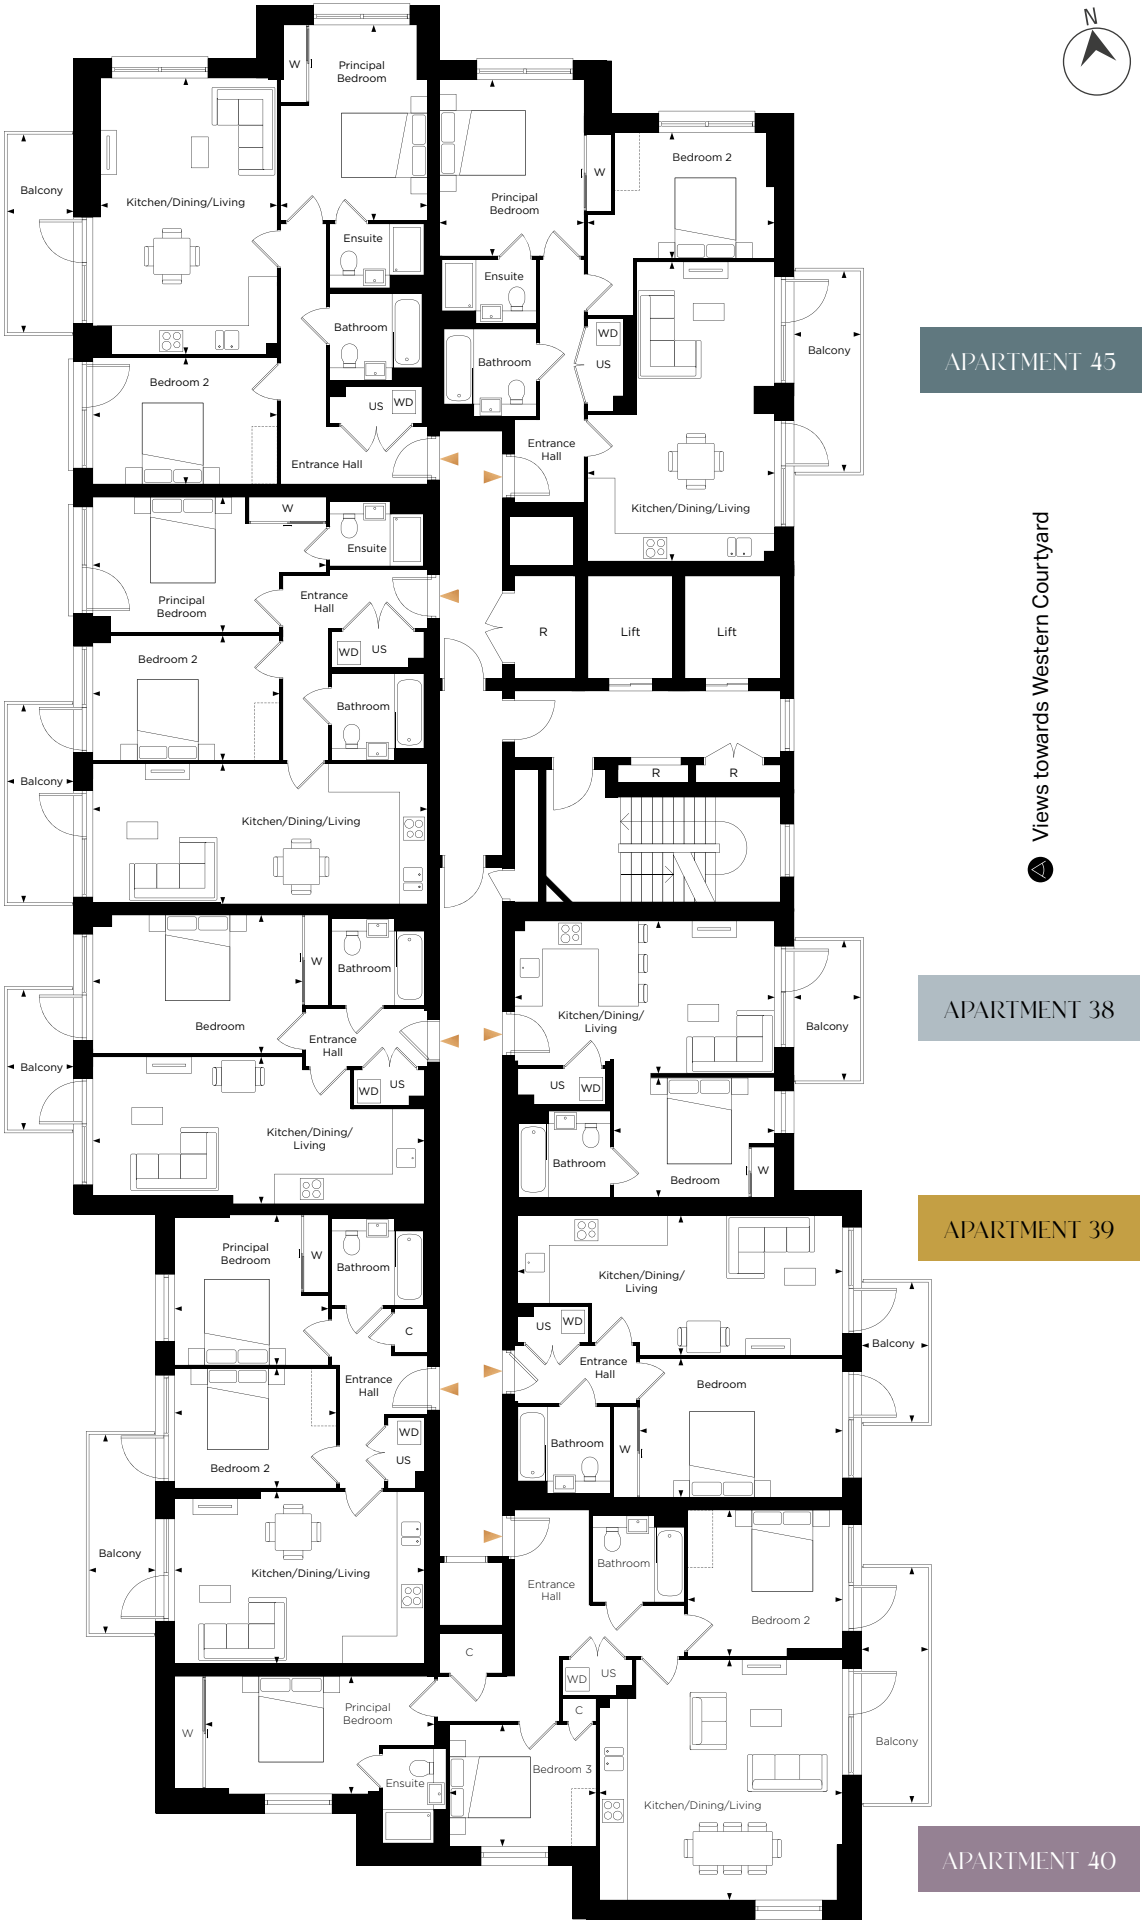 N
Principal
Bedroom
W
Kitchen/Dining/Living
Balcony
Ensuite
Bathroom
Bedroom 2
US
WD
Entrance Hall
Principal
Bedroom
W
Bedroom 2
Ensuite
Bathroom
WD
US
Balcony
Entrance
Hall
Kitchen/Dining/Living
APARTMENT 45
W
Ensuite
Principal
Bedroom
Entrance
Hall
WD
US
Bedroom 2
Bathroom
Balcony
Kitchen/Dining/Living
R
Lift
Lift
R
R
Views towards Western Courtyard
W
Bathroom
Bedroom
Entrance
Hall
Balcony
WD
US
Kitchen/Dining/
Living
Kitchen/Dining/
Living
Balcony
US
WD
Bathroom
Bedroom
W
APARTMENT 38
Principal
Bedroom
W
Bathroom
C
Entrance
Hall
WD
US
Bedroom 2
Balcony
Kitchen/Dining/Living
Kitchen/Dining/
Living
US
WD
Entrance
Hall
Bedroom
Balcony
Bathroom
W
APARTMENT 39
Entrance
Hall
Bathroom
Bedroom 2
C
WD
US
C
Principal
Bedroom
W
Ensuite
Bedroom 3
Kitchen/Dining/Living
Balcony
APARTMENT 40